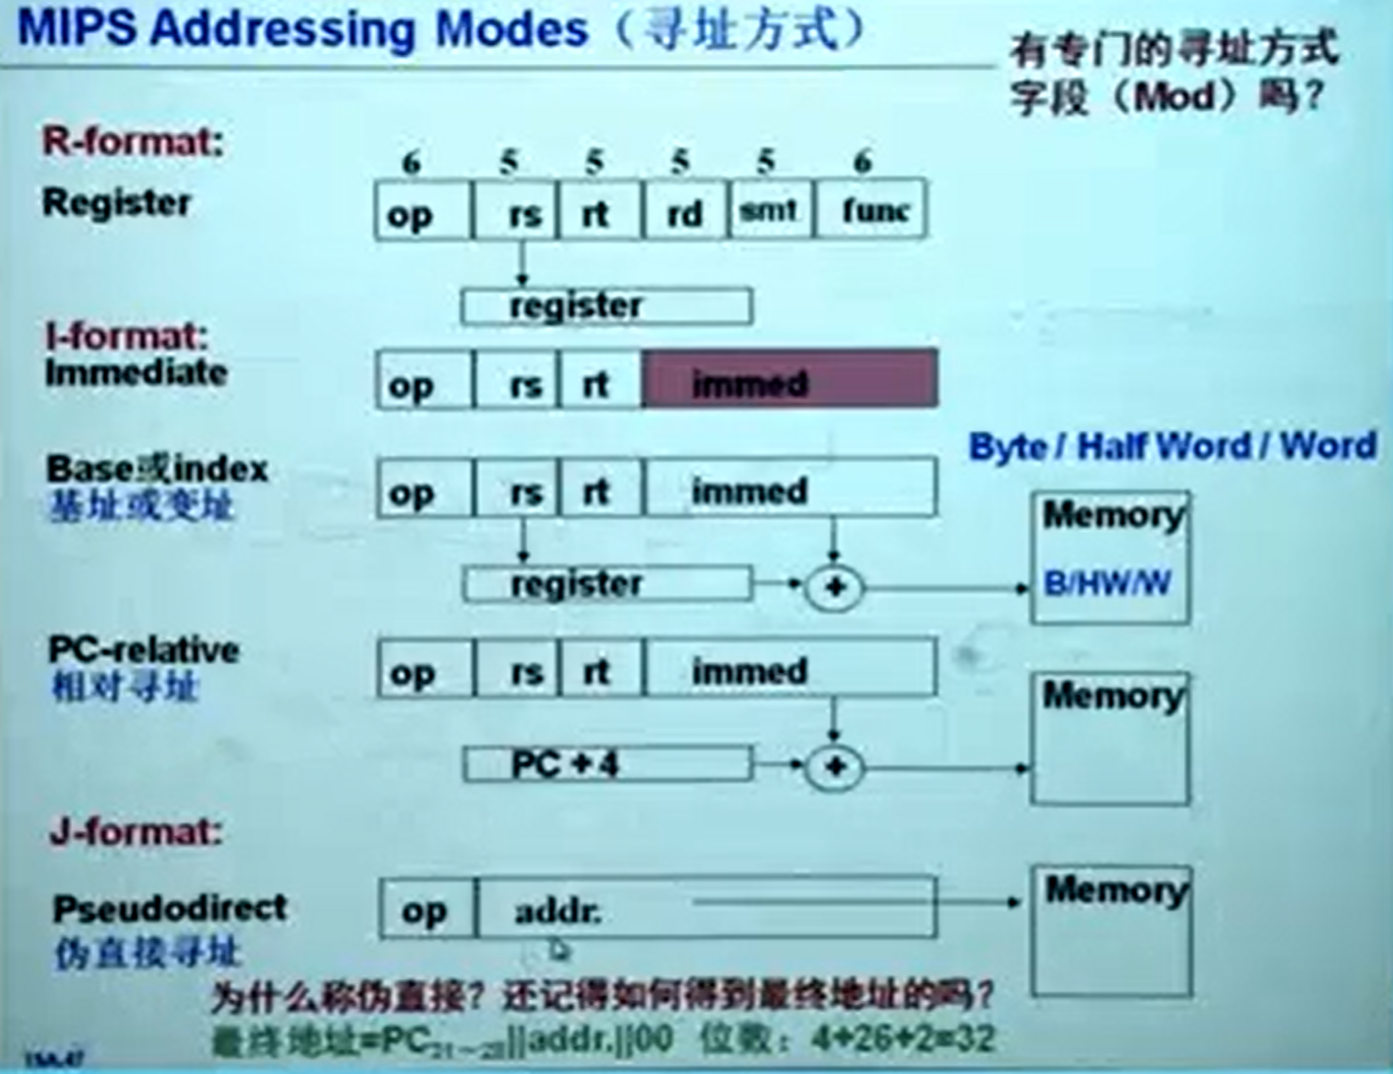 MIPS Addressing Modes（寻址方式）
有专门的寻址方式
字段（Mod）吗？
R-format:
6 5 5 5 5 6
Register
op rs rt rd smt func
register
I-format:
Immediate
op rs rt immed
Byte / Half Word / Word
Base或index
基址或变址
op rs rt immed
Memory
register + B/HW/W
PC-relative
相对寻址
op rs rt immed
Memory
PC + 4 +
J-format:
Pseudodirect
伪直接寻址
op addr.
Memory
为什么称伪直接？还记得如何得到最终地址的吗？
最终地址=PC31~28||addr.||00 位数：4+26+2=32